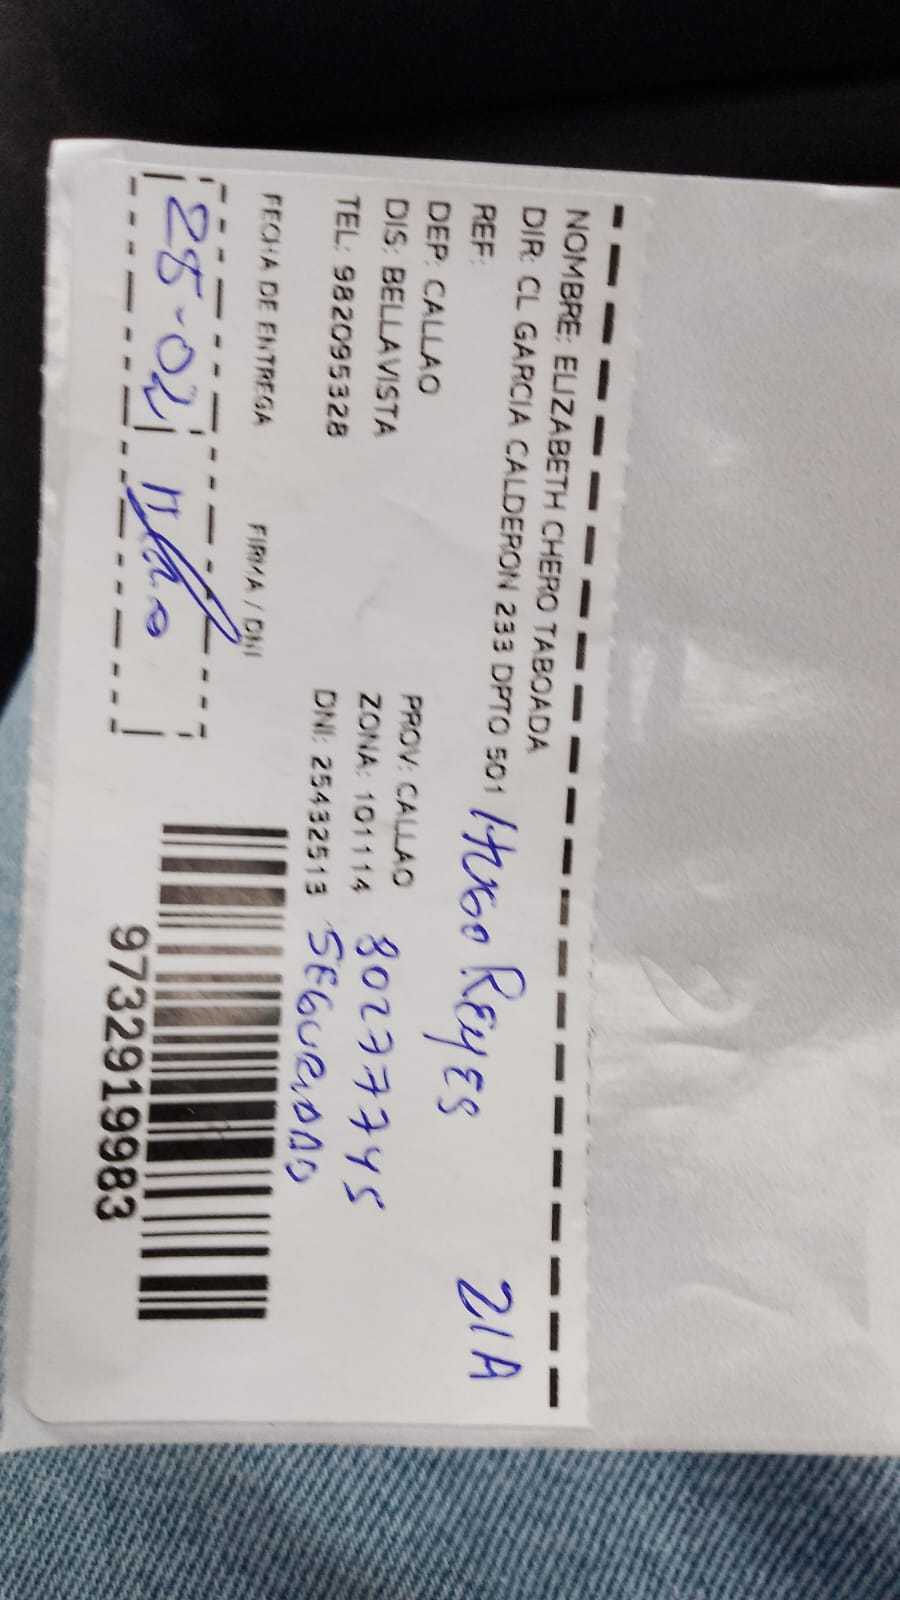 NOMBRE: ELIZABETH CHERO TABOADA
DIR: CL GARCIA CALDERON 233 DPTO 501
REF:
Hugo Reyes 21A
DEP: CALLAO PROV: CALLAO
DIS: BELLAVISTA ZONA: 101114 80277745
TEL: 982095328 DNI: 25432513 SEGURIDAD
FECHA DE ENTREGA FIRMA / DNI
28-02
9732919983